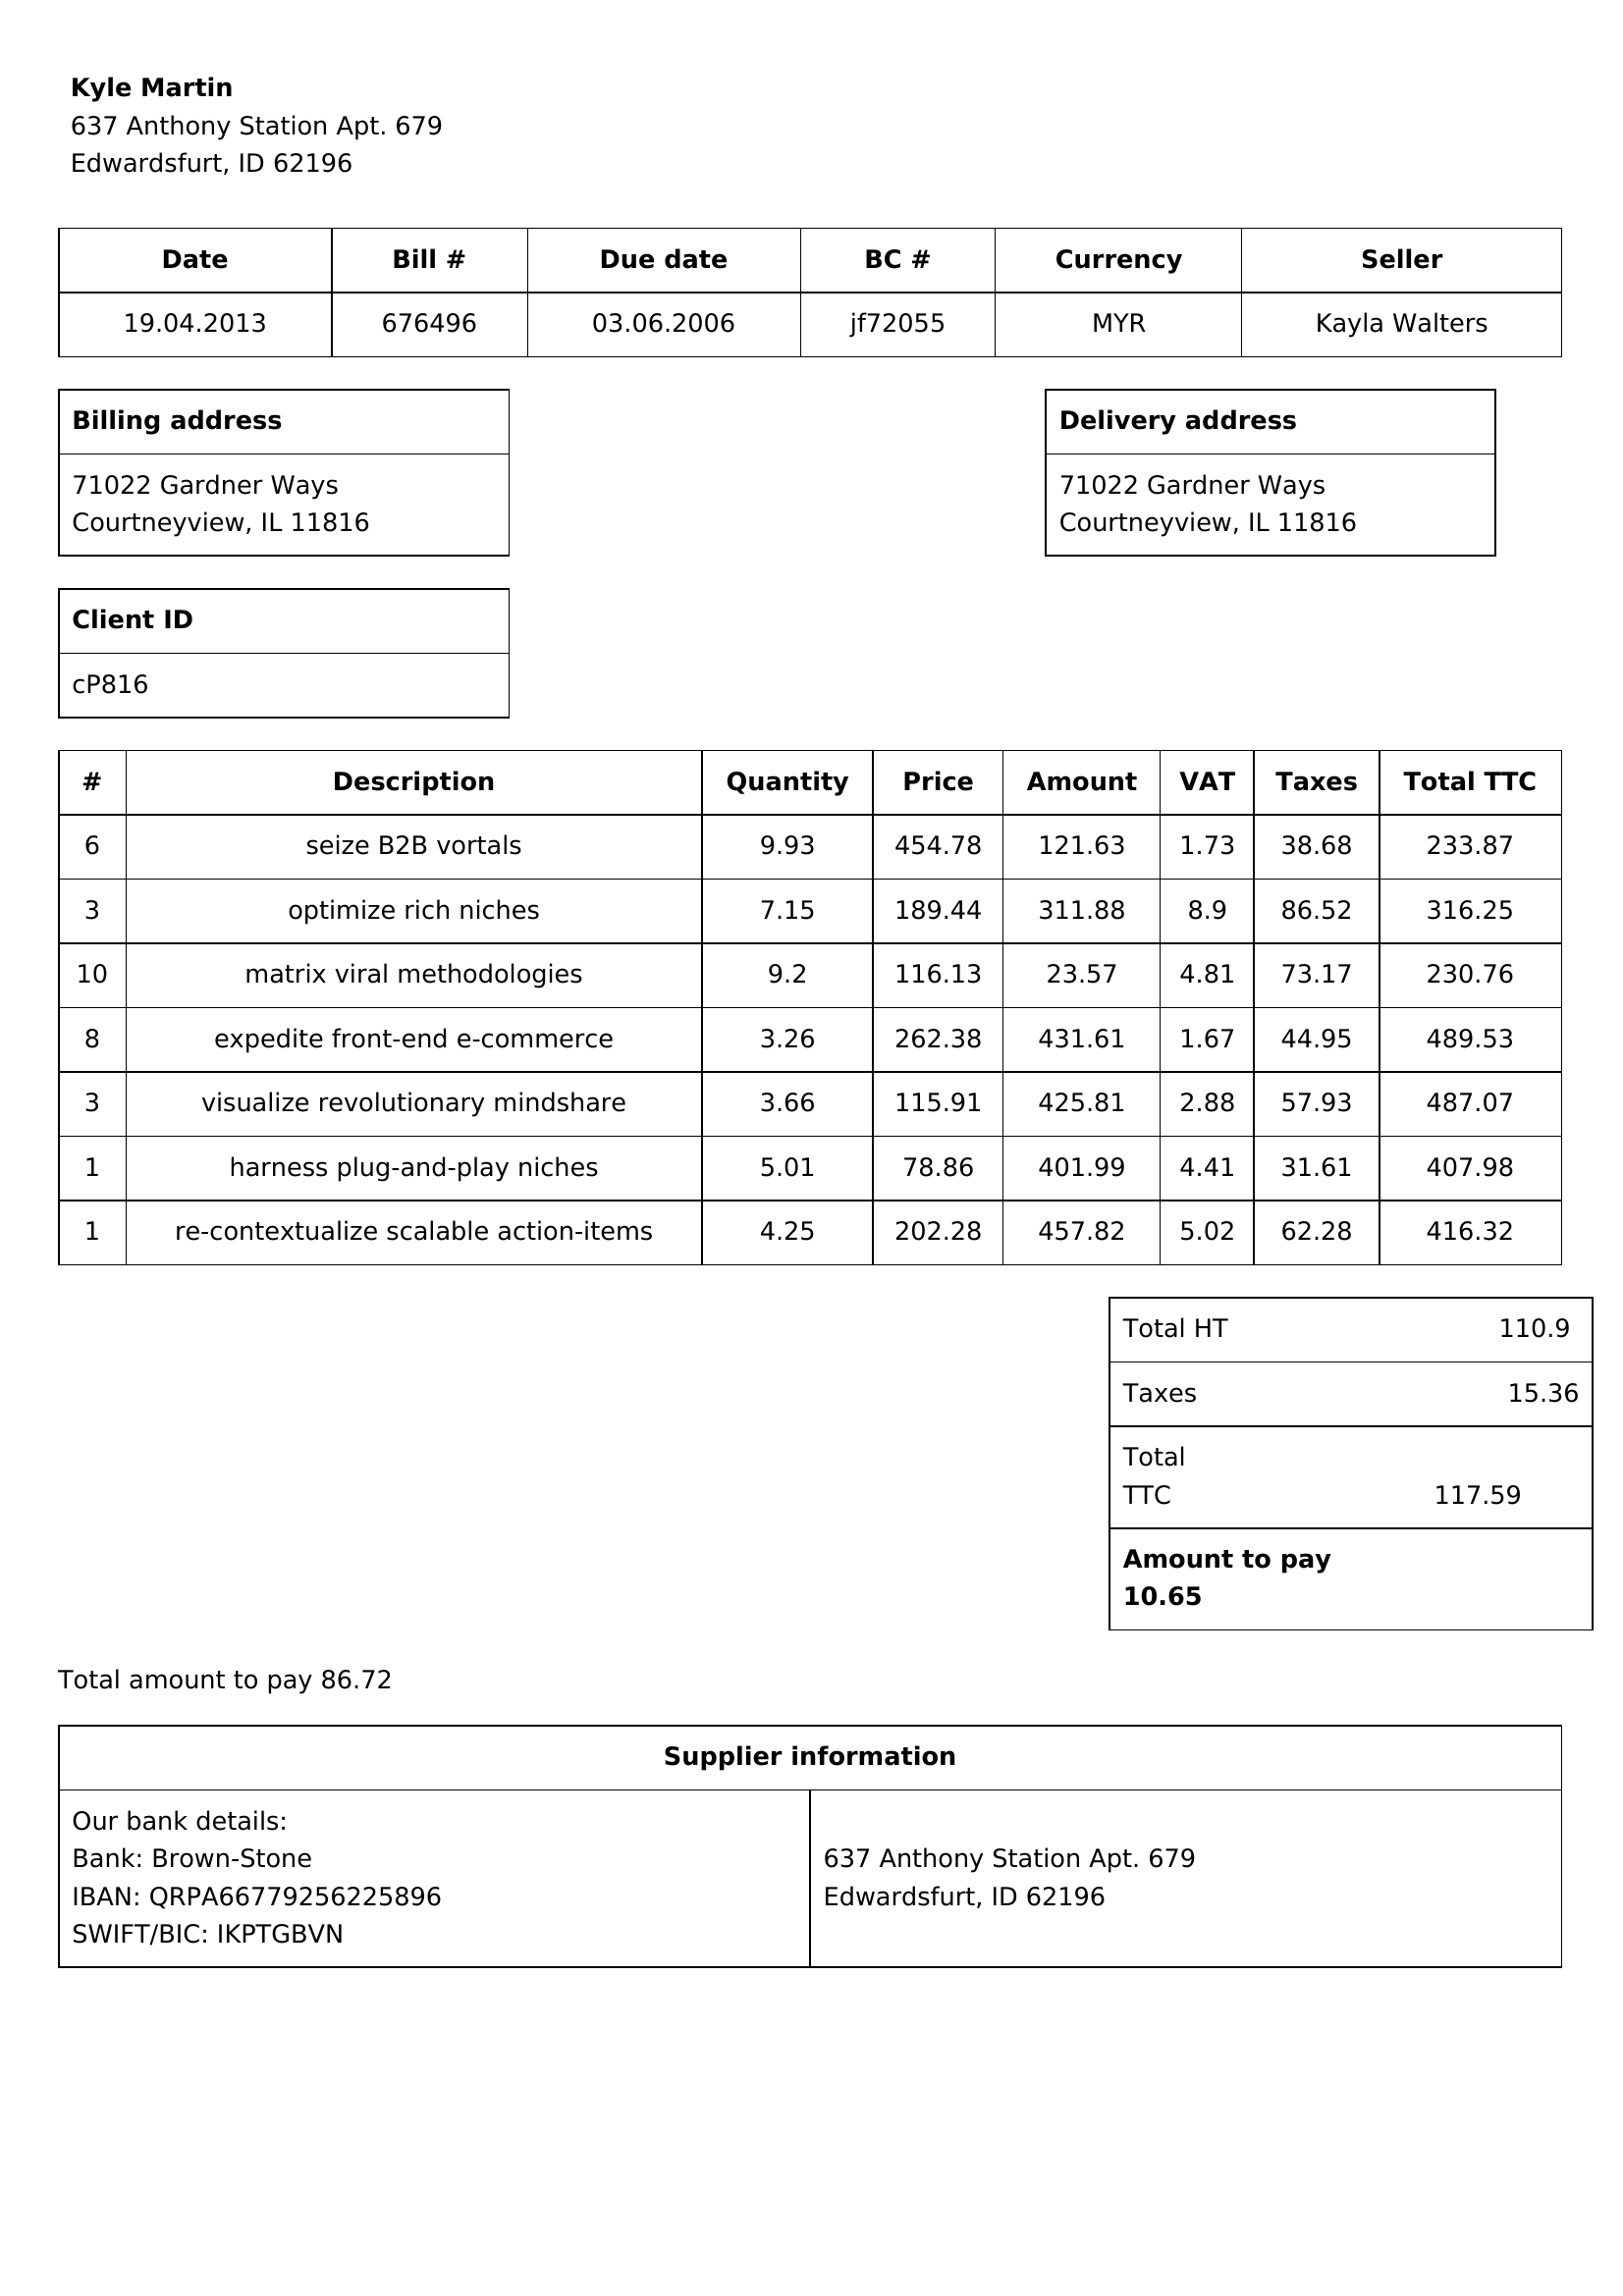 Kyle Martin
637 Anthony Station Apt. 679
Edwardsfurt, ID 62196
Date Bill # Due date BC # Currency Seller
19.04.2013 676496 03.06.2006 jf72055 MYR Kayla Walters
Billing address
71022 Gardner Ways
Courtneyview, IL 11816
Delivery address
71022 Gardner Ways
Courtneyview, IL 11816
Client ID
cP816
# Description Quantity Price Amount VAT Taxes Total TTC
6 seize B2B vortals 9.93 454.78 121.63 1.73 38.68 233.87
3 optimize rich niches 7.15 189.44 311.88 8.9 86.52 316.25
10 matrix viral methodologies 9.2 116.13 23.57 4.81 73.17 230.76
8 expedite front-end e-commerce 3.26 262.38 431.61 1.67 44.95 489.53
3 visualize revolutionary mindshare 3.66 115.91 425.81 2.88 57.93 487.07
1 harness plug-and-play niches 5.01 78.86 401.99 4.41 31.61 407.98
1 re-contextualize scalable action-items 4.25 202.28 457.82 5.02 62.28 416.32
Total HT 110.9
Taxes 15.36
Total
TTC 117.59
Amount to pay
10.65
Total amount to pay 86.72
Supplier information
Our bank details:
Bank: Brown-Stone
IBAN: QRPA66779256225896
SWIFT/BIC: IKPTGBVN
637 Anthony Station Apt. 679
Edwardsfurt, ID 62196